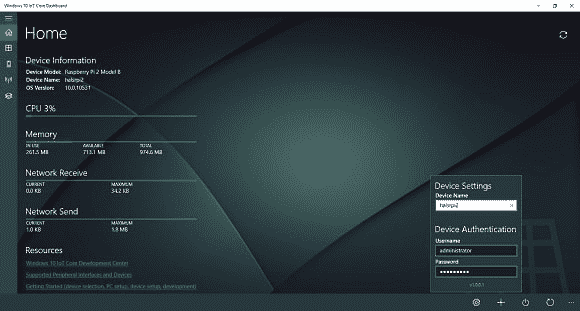 Windows 10 IoT Core Dashboard
Home
Device Information
Device Model: Raspberry Pi 2 Model B
Device Name: halsrpi2
OS Version: 10.0.10531
CPU 3%
Memory
IN USE AVAILABLE TOTAL
261.5 MB 713.1 MB 974.6 MB
Network Receive
CURRENT MAXIMUM
0.0 KB 34.2 KB
Network Send
CURRENT MAXIMUM
1.0 KB 1.8 MB
Resources
Windows 10 IoT Core Development Center
Supported Peripheral Interfaces and Devices
Getting Started (device selection, PC setup, device setup, development)
Device Settings
Device Name
halsrpi2
Device Authentication
Username
administrator
Password
v1.0.0.1